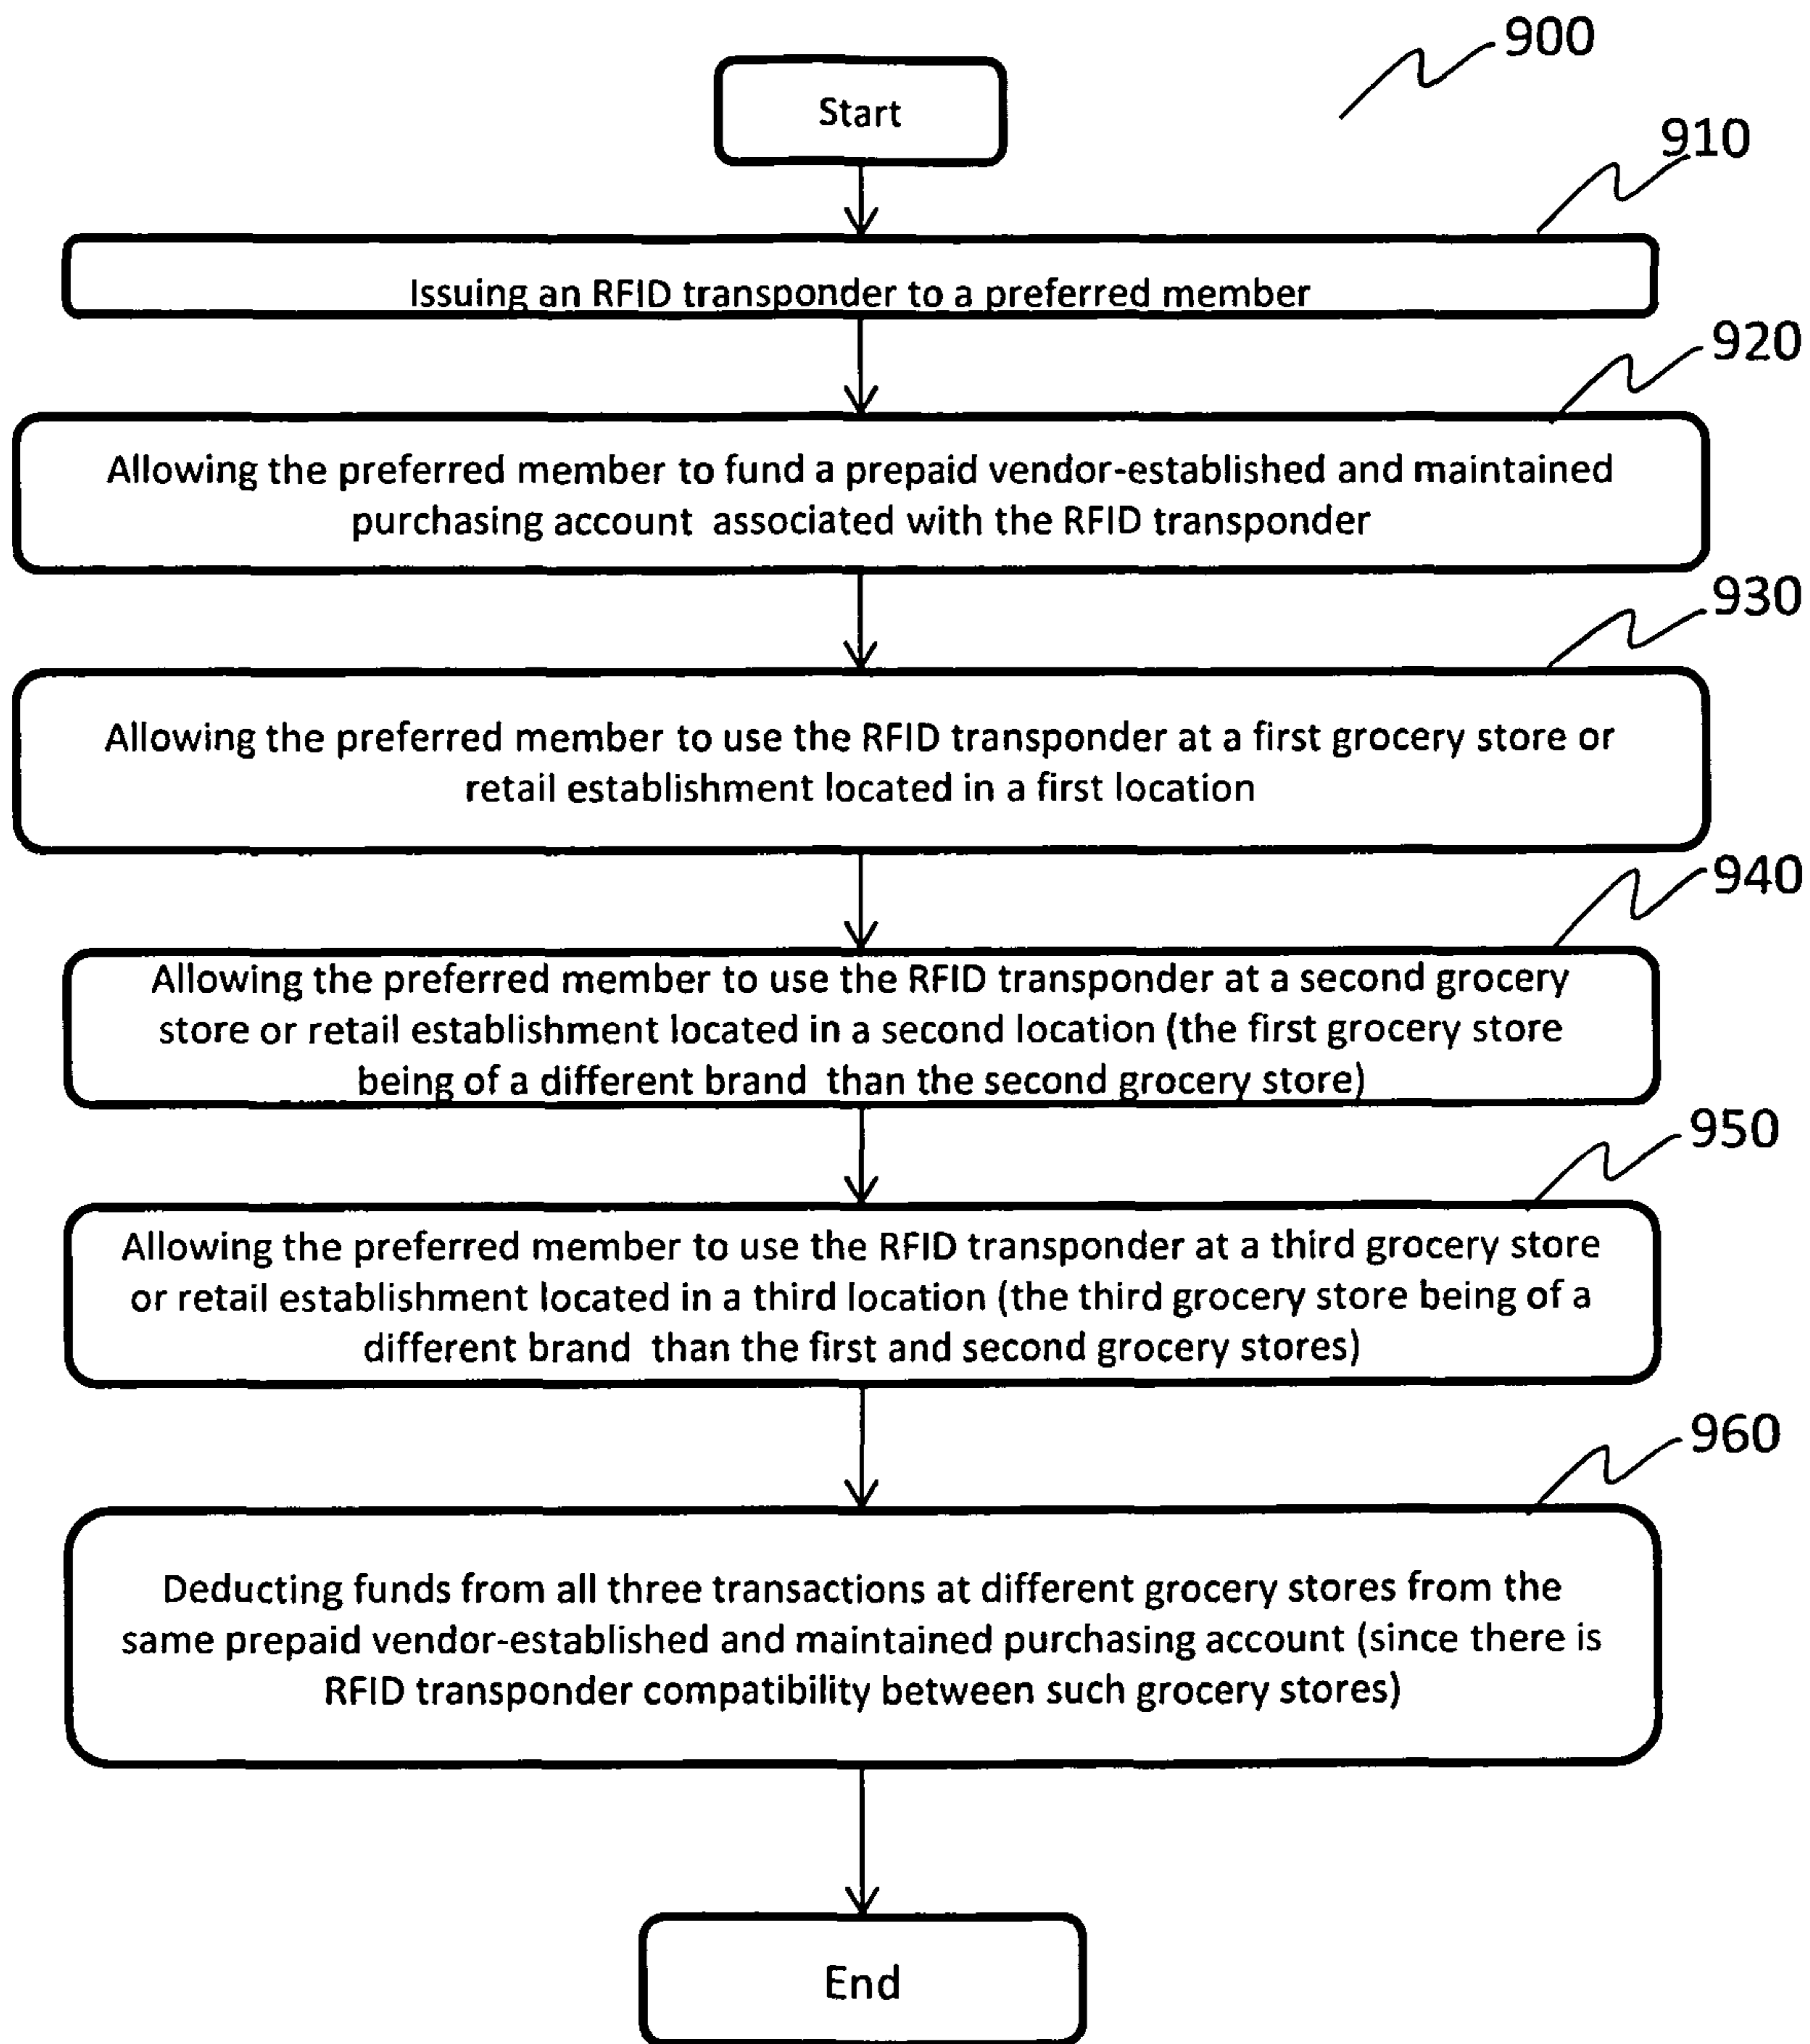 900
Start
910
Issuing an RFID transponder to a preferred member
920
Allowing the preferred member to fund a prepaid vendor-established and maintained
purchasing account associated with the RFID transponder
930
Allowing the preferred member to use the RFID transponder at a first grocery store or
retail establishment located in a first location
940
Allowing the preferred member to use the RFID transponder at a second grocery
store or retail establishment located in a second location (the first grocery store
being of a different brand than the second grocery store)
950
Allowing the preferred member to use the RFID transponder at a third grocery store
or retail establishment located in a third location (the third grocery store being of a
different brand than the first and second grocery stores)
960
Deducting funds from all three transactions at different grocery stores from the
same prepaid vendor-established and maintained purchasing account (since there is
RFID transponder compatibility between such grocery stores)
End